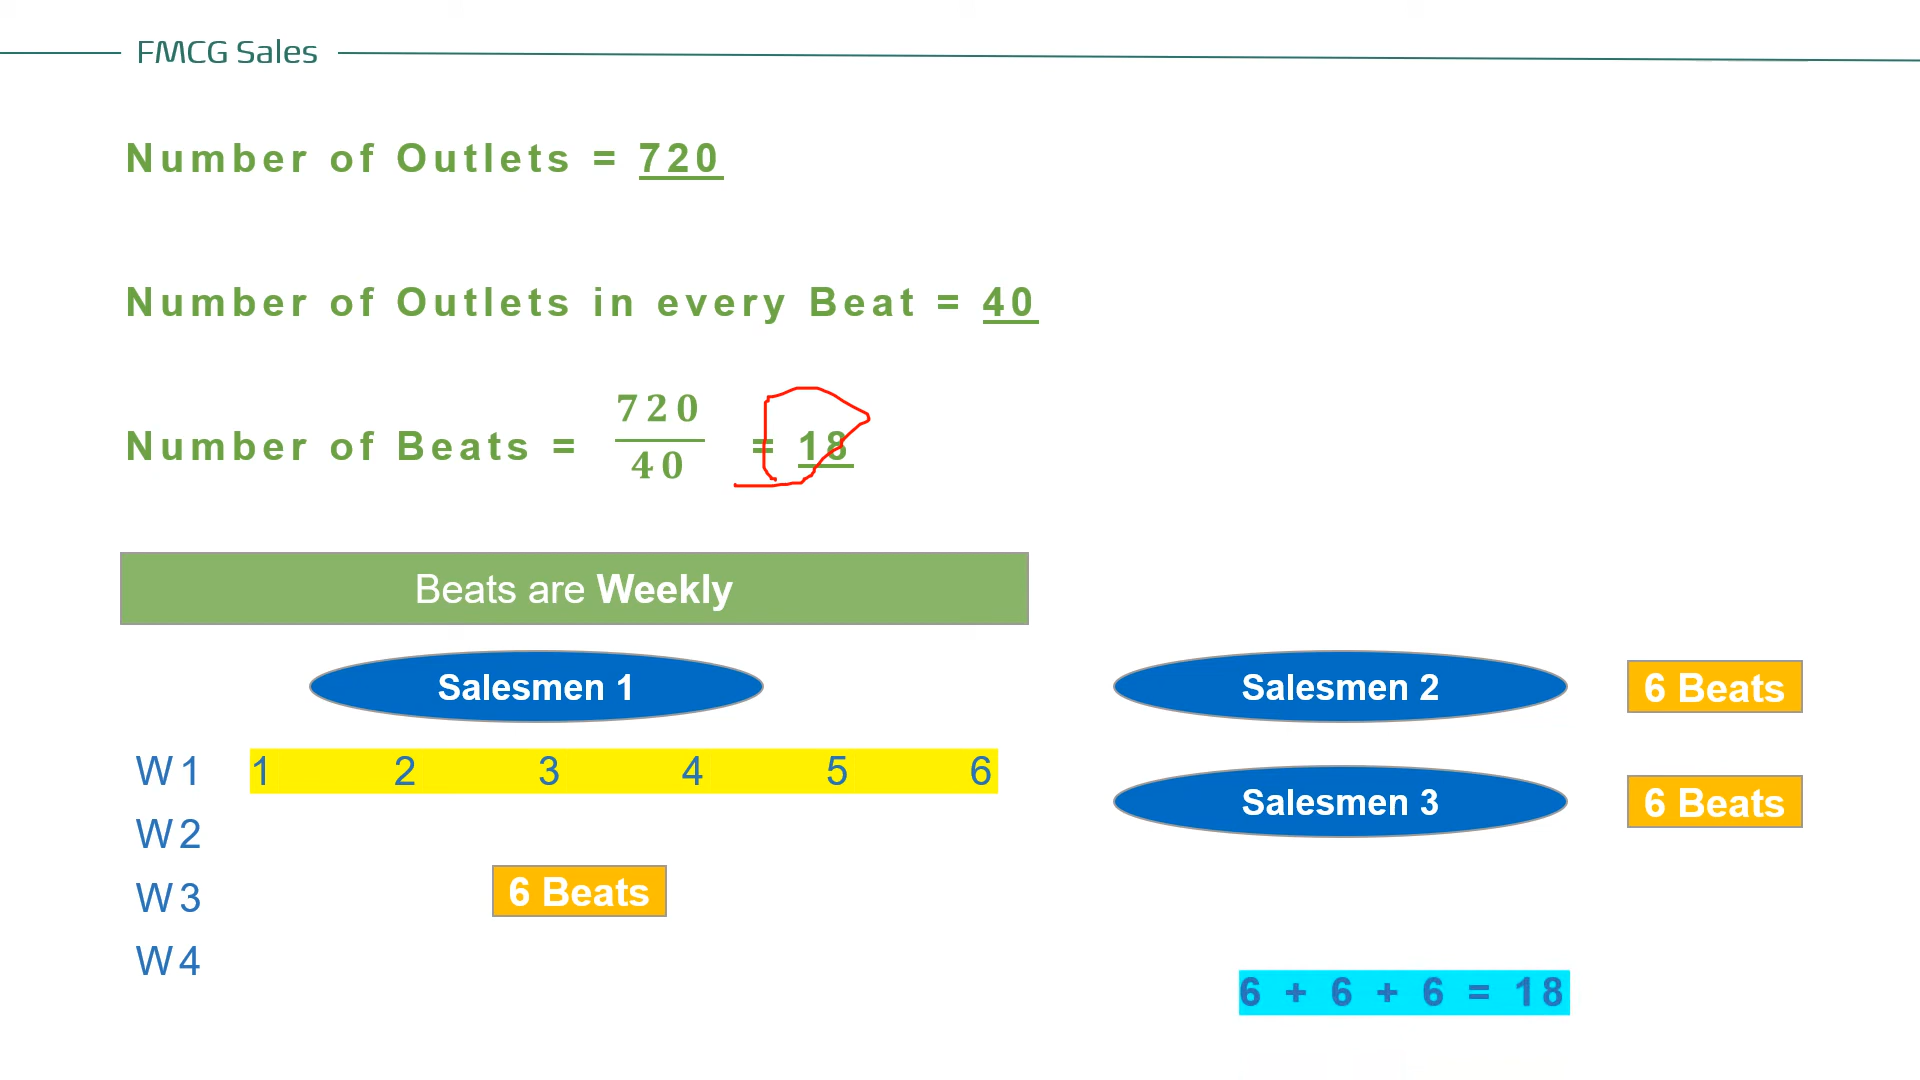 FMCG Sales
Number of Outlets = 720
Number of Outlets in every Beat = 40
Number of Beats = 720/40 = 18
Beats are Weekly
Salesmen 1
W1 1 2 3 4 5 6
W2
W3
6 Beats
W4
Salesmen 2 6 Beats
Salesmen 3 6 Beats
6 + 6 + 6 = 18